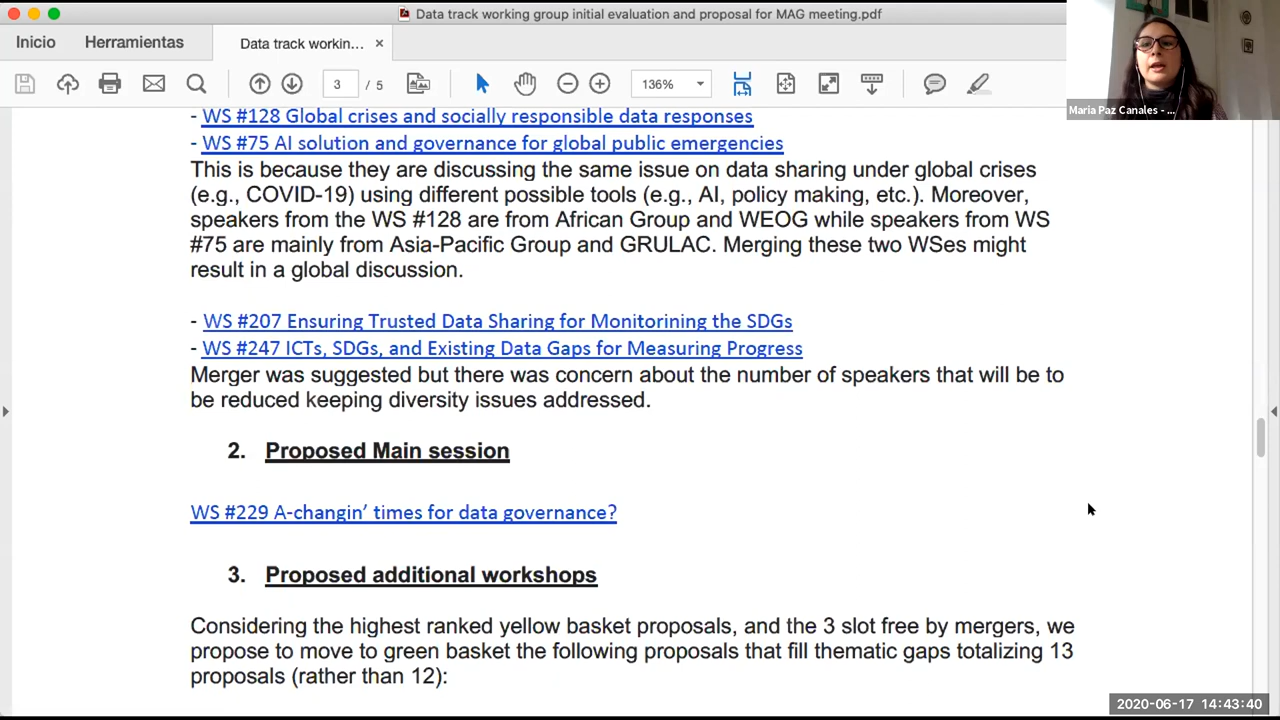 Data track working group initial evaluation and proposal for MAG meeting.pdf
Inicio
Herramientas
Data track workin...
3 / 5
136%
Maria Paz Canales - ...
- WS #128 Global crises and socially responsible data responses
- WS #75 AI solution and governance for global public emergencies
This is because they are discussing the same issue on data sharing under global crises
(e.g., COVID-19) using different possible tools (e.g., AI, policy making, etc.). Moreover,
speakers from the WS #128 are from African Group and WEOG while speakers from WS
#75 are mainly from Asia-Pacific Group and GRULAC. Merging these two WSes might
result in a global discussion.
- WS #207 Ensuring Trusted Data Sharing for Monitorining the SDGs
- WS #247 ICTs, SDGs, and Existing Data Gaps for Measuring Progress
Merger was suggested but there was concern about the number of speakers that will be to
be reduced keeping diversity issues addressed.
2. Proposed Main session
WS #229 A-changin’ times for data governance?
3. Proposed additional workshops
Considering the highest ranked yellow basket proposals, and the 3 slot free by mergers, we
propose to move to green basket the following proposals that fill thematic gaps totalizing 13
proposals (rather than 12):
2020-06-17 14:43:40